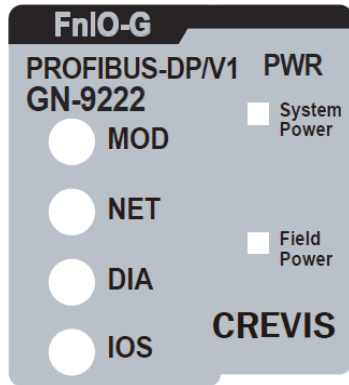 FnIO-G
PROFIBUS-DP/V1 PWR
GN-9222
System
Power
MOD
NET
Field
Power
DIA
CREVIS
IOS